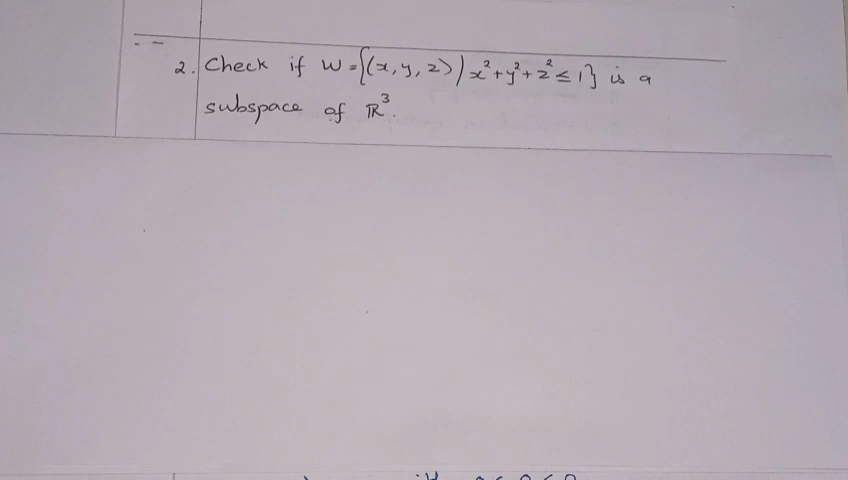 2. Check if W = {(x, y, z) / x² + y² + z² ≤ 1} is a
subspace of ℝ³.